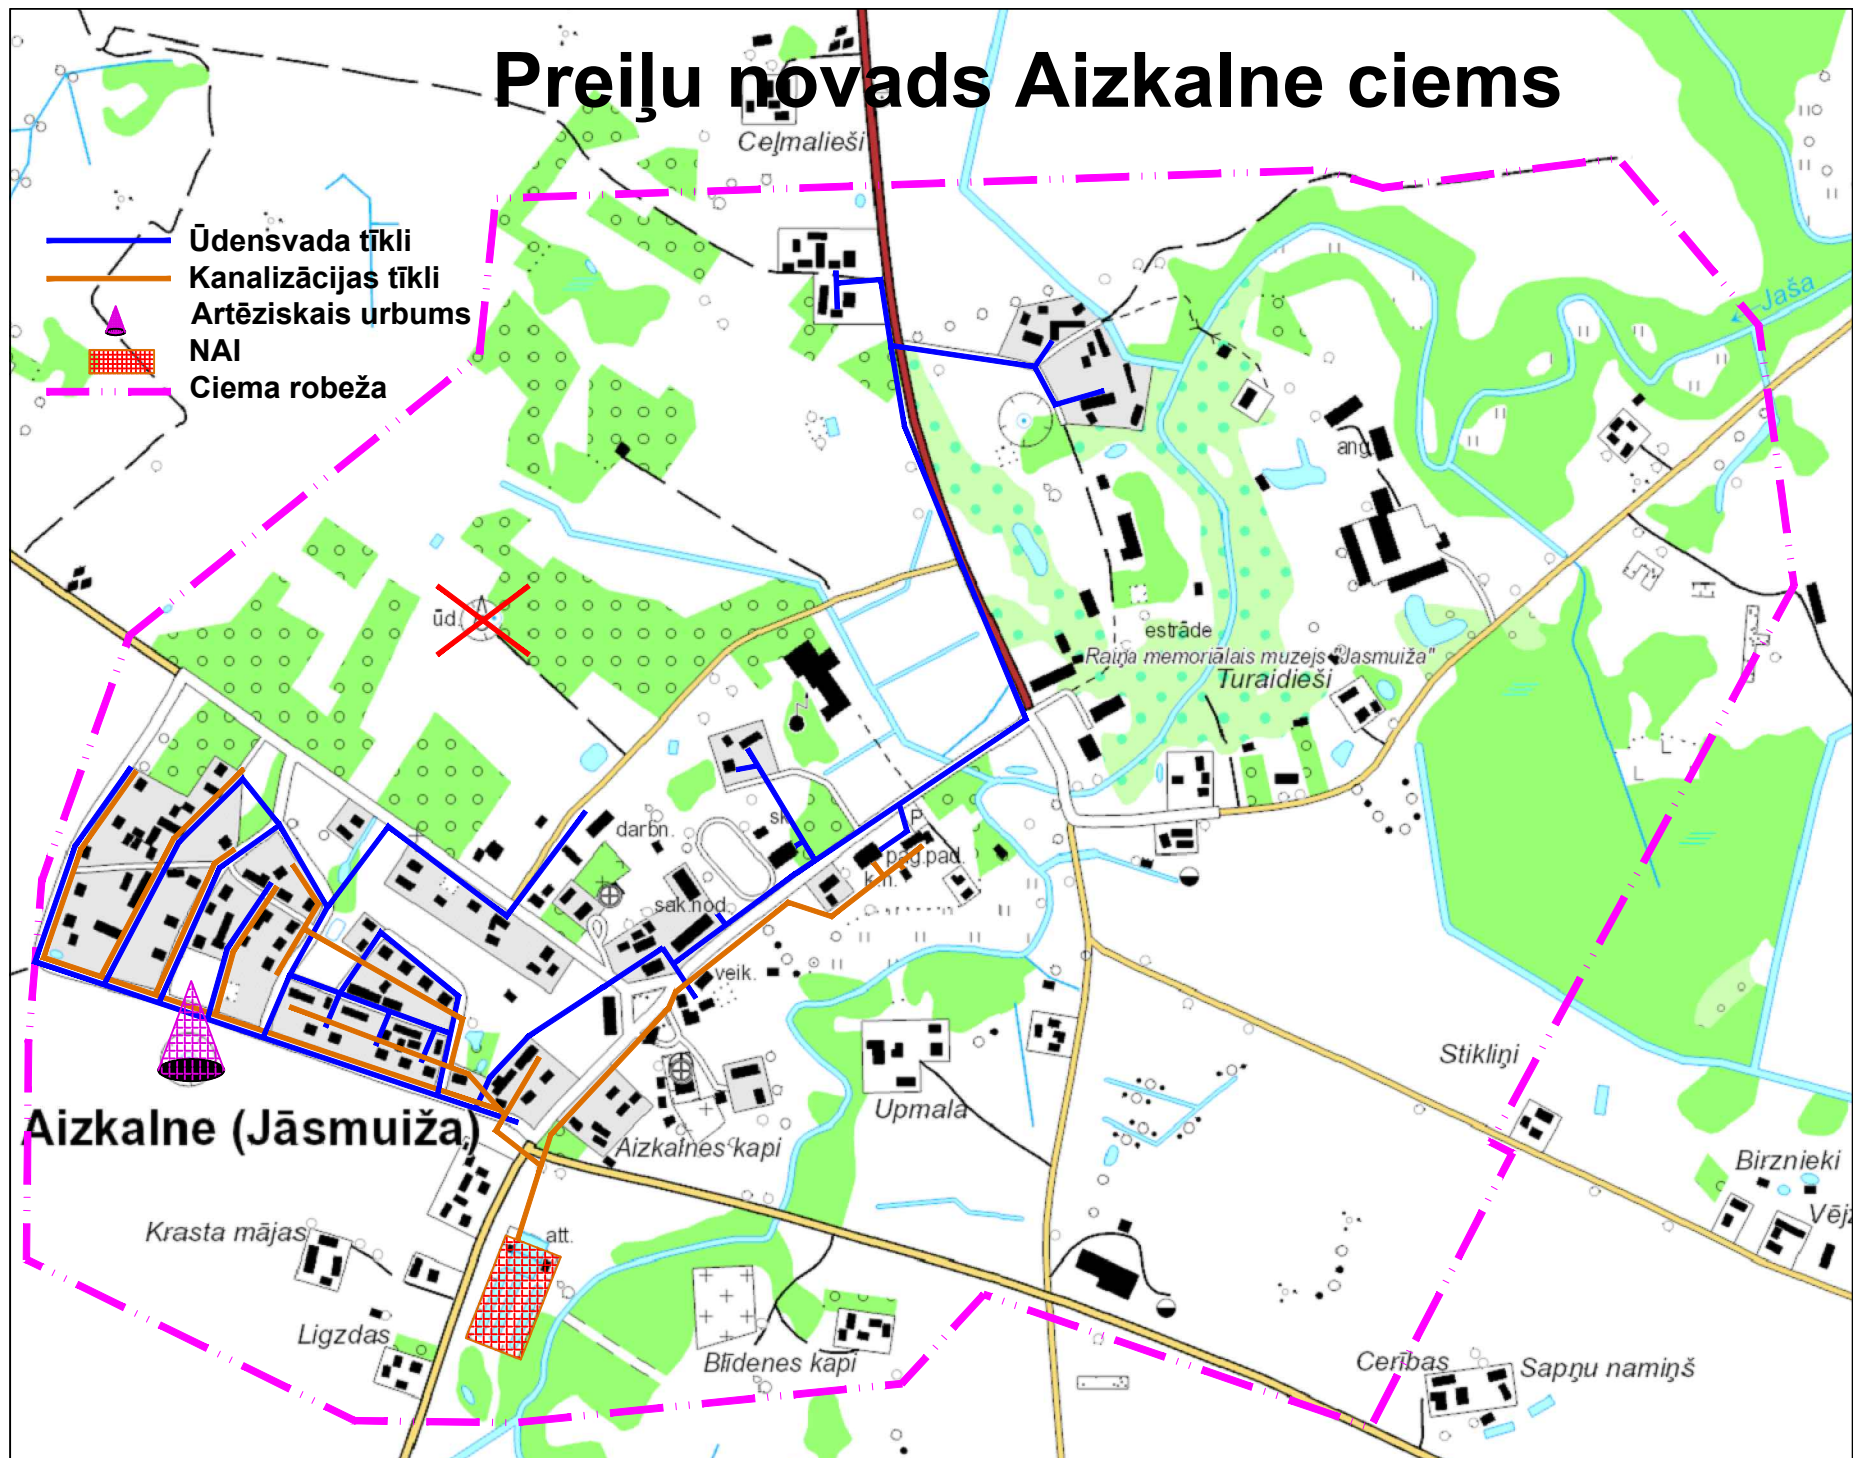 Preiļu novads Aizkalne ciems
Ceļmalieši
Ūdensvada tīkli
Kanalizācijas tīkli
Artēziskais urbums
NAI
Ciema robeža
Jaša
ang.
ūd.
estrāde
Raiņa memoriālais muzejs "Jasmuiža"
Turaidieši
L
L
darbn.
sk.
P
pag.pad.
k.n.
sak.nod.
veik.
Stikliņi
Upmala
Aizkalne (Jāsmuiža)
Aizkalnes kapi
Birznieki
Krasta mājas
att.
Ligzdas
Blīdenes kapi
Cerības
Sapņu namiņš